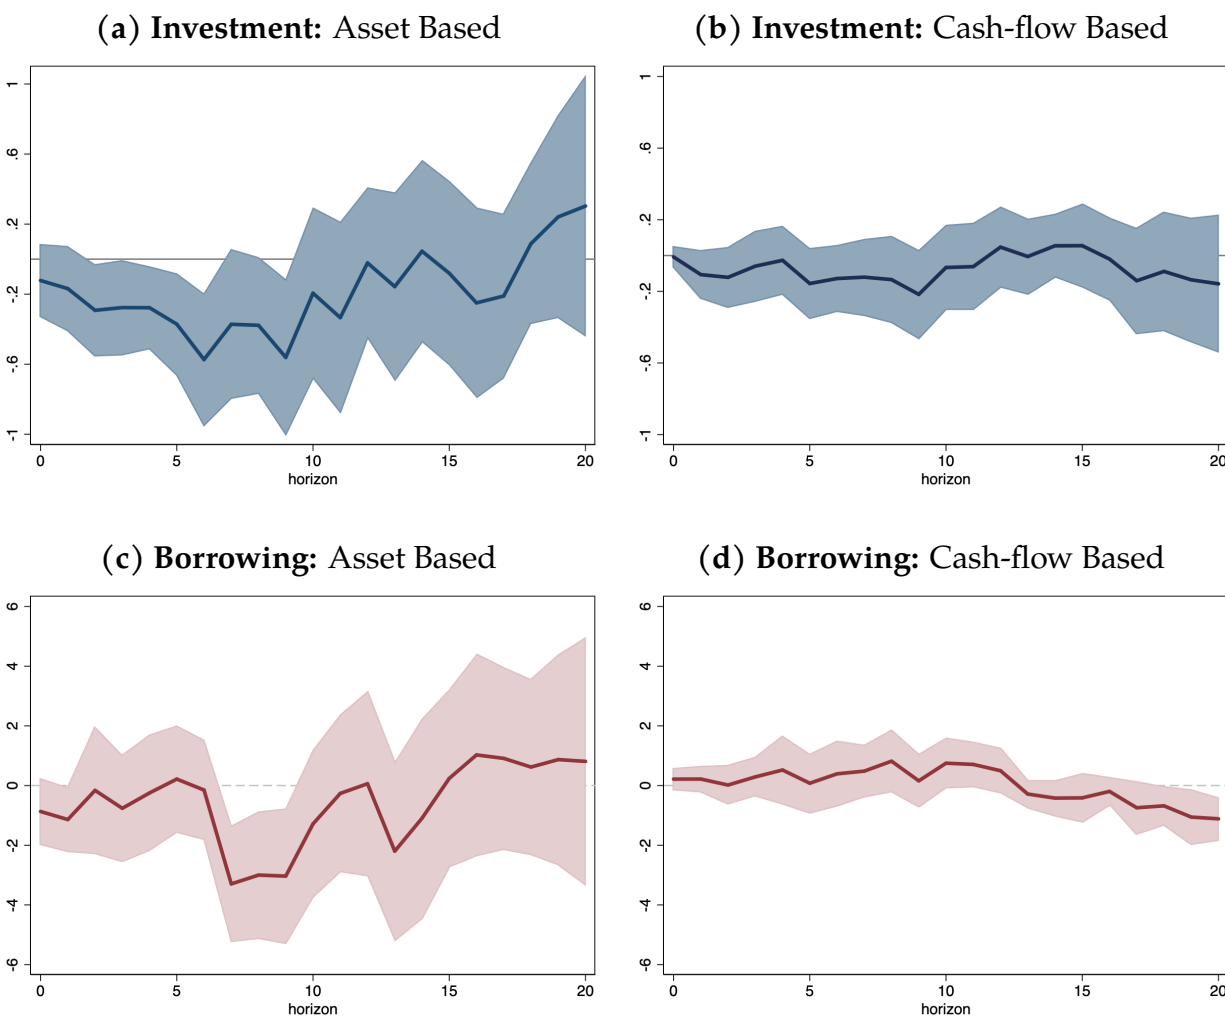 (a) Investment: Asset Based
1
.6
.2
-.2
-.6
-1
0 5 10 15 20
horizon
(b) Investment: Cash-flow Based
1
.6
.2
-.2
-.6
-1
0 5 10 15 20
horizon
(c) Borrowing: Asset Based
6
4
2
0
-2
-4
-6
0 5 10 15 20
horizon
(d) Borrowing: Cash-flow Based
6
4
2
0
-2
-4
-6
0 5 10 15 20
horizon